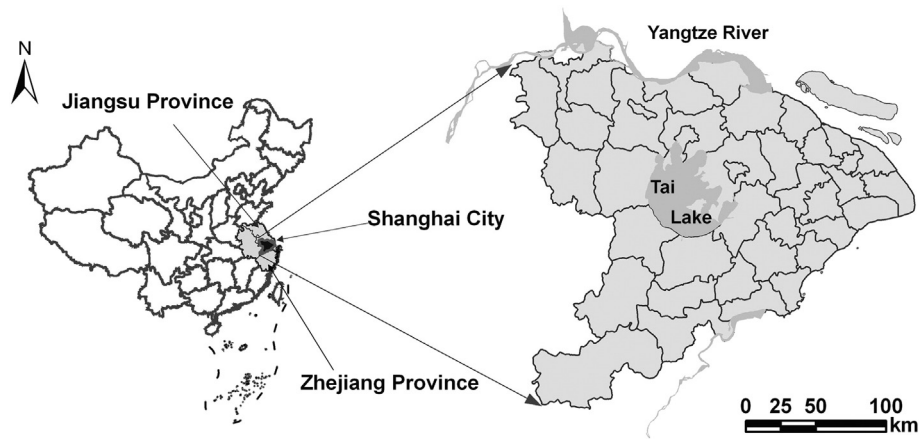 Yangtze River
N
Jiangsu Province
Tai
Lake
Shanghai City
Zhejiang Province
0 25 50 100
km